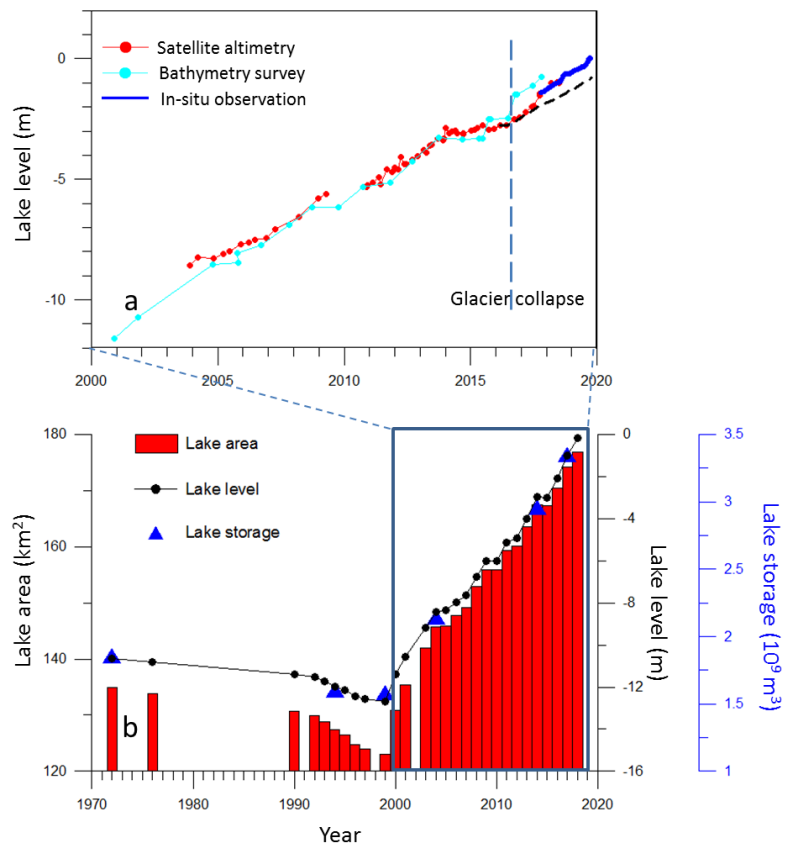 0
-5
-10
Lake level (m)
Satellite altimetry
Bathymetry survey
In-situ observation
a
Glacier collapse
2000
2005
2010
2015
2020
180
160
140
120
Lake area (km²)
Lake area
Lake level
Lake storage
b
0
-4
-8
-12
-16
Lake level (m)
3.5
3
2.5
2
1.5
1
Lake storage (10⁹ m³)
1970
1980
1990
2000
2010
2020
Year